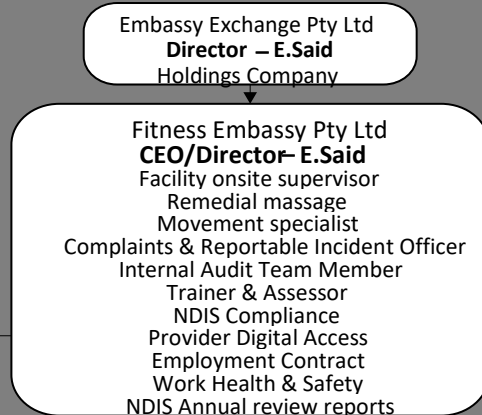 Embassy Exchange Pty Ltd
Director – E.Said
Holdings Company
Fitness Embassy Pty Ltd
CEO/Director– E.Said
Facility onsite supervisor
Remedial massage
Movement specialist
Complaints & Reportable Incident Officer
Internal Audit Team Member
Trainer & Assessor
NDIS Compliance
Provider Digital Access
Employment Contract
Work Health & Safety
NDIS Annual review reports